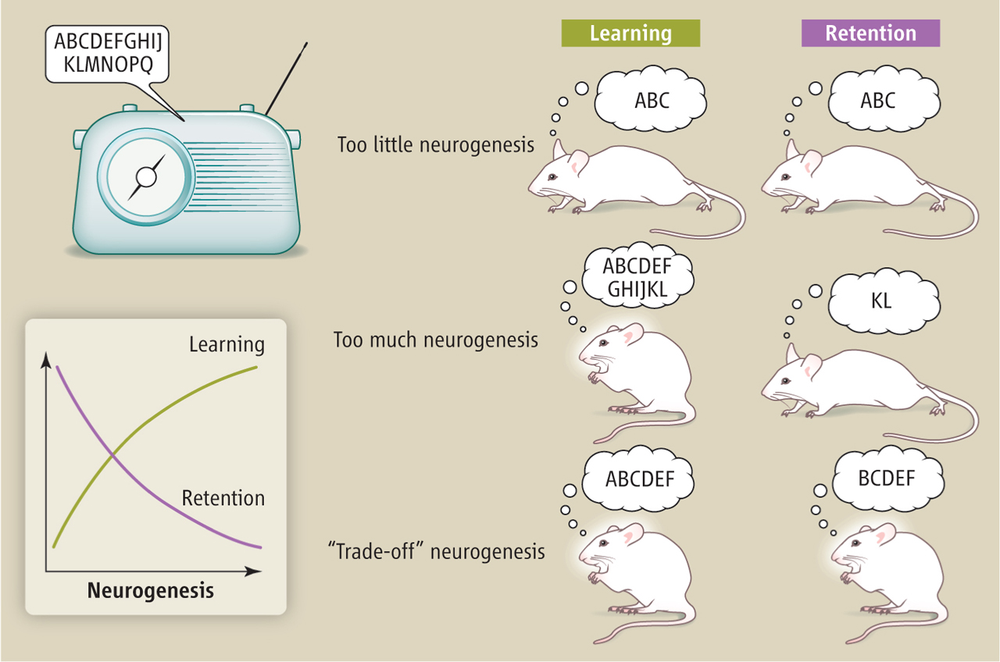 ABCDEFGHIJ
KLMNOPQ
Learning
Retention
Too little neurogenesis
ABC
ABC
Too much neurogenesis
ABCDEF
GHIJKL
KL
“Trade-off” neurogenesis
ABCDEF
BCDEF
Learning
Retention
Neurogenesis